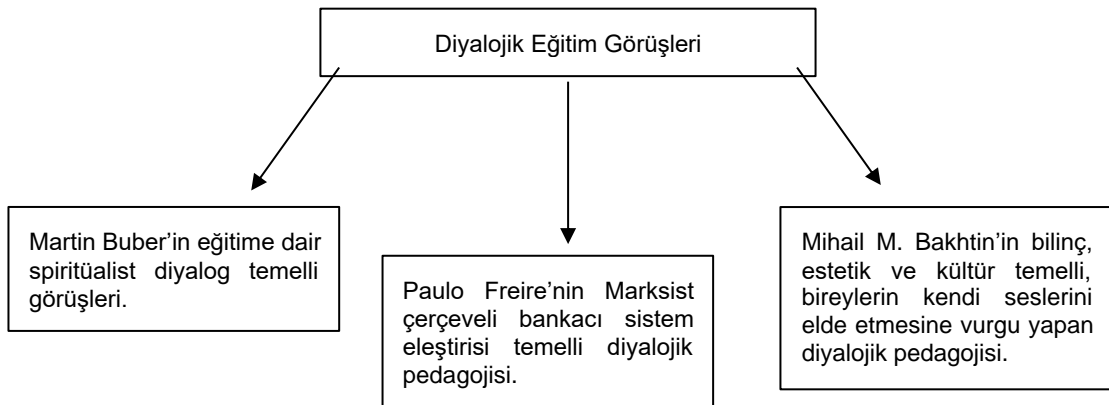 Diyalojik Eğitim Görüşleri
Martin Buber’in eğitime dair
spiritüalist diyalog temelli
görüşleri.
Paulo Freire’nin Marksist
çerçeveli bankacı sistem
eleştirisi temelli diyalojik
pedagojisi.
Mihail M. Bakhtin’in bilinç,
estetik ve kültür temelli,
bireylerin kendi seslerini
elde etmesine vurgu yapan
diyalojik pedagojisi.